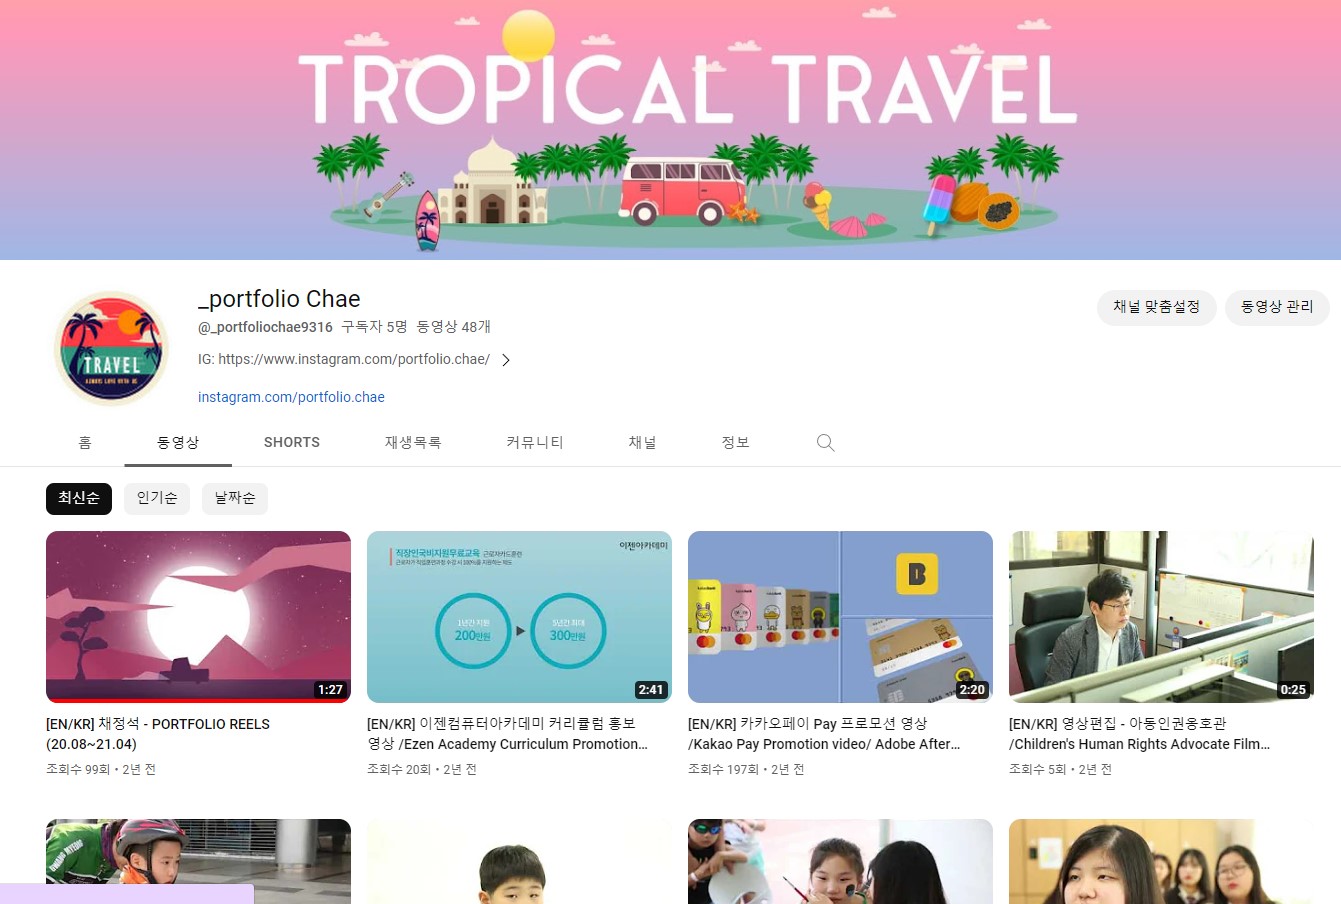 TROPICAL TRAVEL
TRAVEL
ALWAYS LOVE WITH US
_portfolio Chae
@_portfoliochae9316 구독자 5명 동영상 48개
IG: https://www.instagram.com/portfolio.chae/
instagram.com/portfolio.chae
채널 맞춤설정
동영상 관리
홈
동영상
SHORTS
재생목록
커뮤니티
채널
정보
최신순
인기순
날짜순
1:27
이젠아카데미
직장인국비지원무료교육 근로자카드훈련
1년간 지원
200만원
5년간 최대
300만원
2:41
B
2:20
0:25
[EN/KR] 채정석 - PORTFOLIO REELS
(20.08~21.04)
조회수 99회 • 2년 전
[EN/KR] 이젠컴퓨터아카데미 커리큘럼 홍보
영상 /Ezen Academy Curriculum Promotion...
조회수 20회 • 2년 전
[EN/KR] 카카오페이 Pay 프로모션 영상
/Kakao Pay Promotion video/ Adobe After...
조회수 197회 • 2년 전
[EN/KR] 영상편집 - 아동인권옹호관
/Children's Human Rights Advocate Film...
조회수 5회 • 2년 전